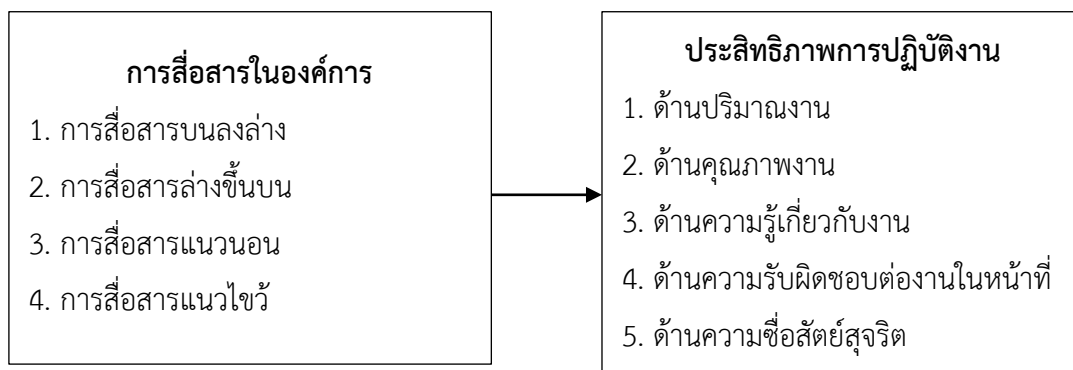 การสื่อสารในองค์การ
1. การสื่อสารบนลงล่าง
2. การสื่อสารล่างขึ้นบน
3. การสื่อสารแนวนอน
4. การสื่อสารแนวไขว้
ประสิทธิภาพการปฏิบัติงาน
1. ด้านปริมาณงาน
2. ด้านคุณภาพงาน
3. ด้านความรู้เกี่ยวกับงาน
4. ด้านความรับผิดชอบต่องานในหน้าที่
5. ด้านความซื่อสัตย์สุจริต